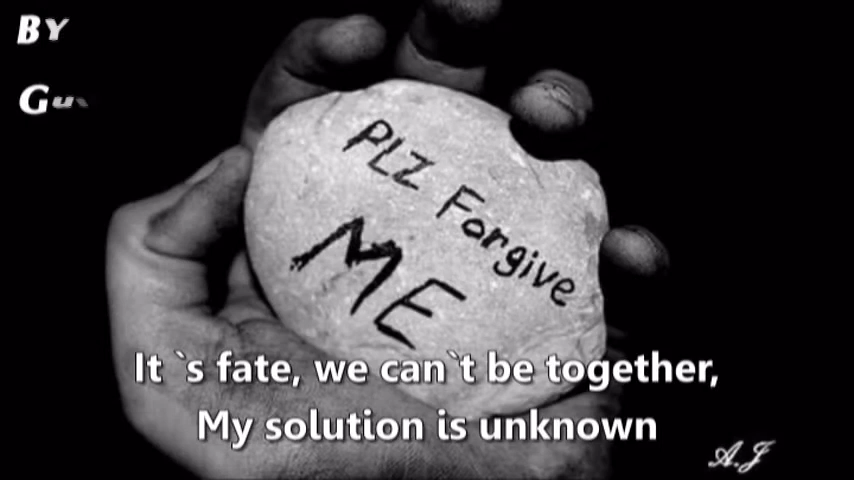 BY
PLZ Forgive
ME
It `s fate, we can`t be together,
My solution is unknown
A.J